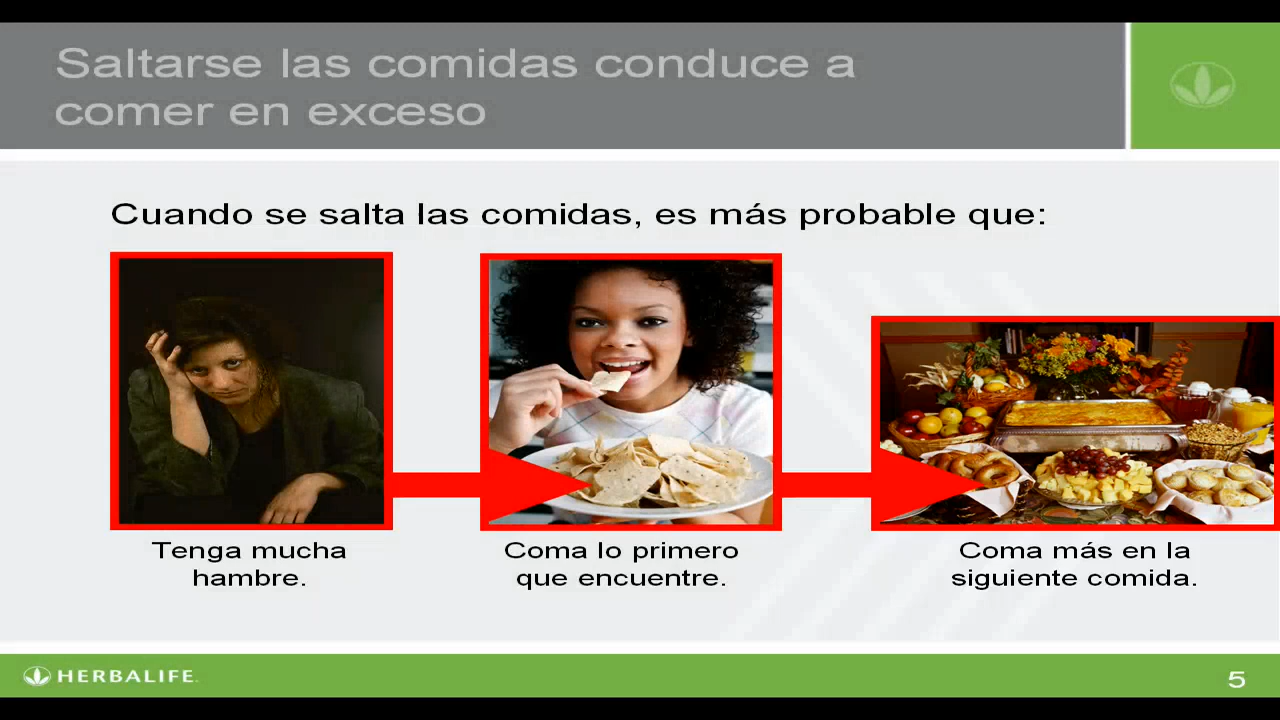 Saltarse las comidas conduce a
comer en exceso
Cuando se salta las comidas, es más probable que:
Tenga mucha
hambre.
Coma lo primero
que encuentre.
Coma más en la
siguiente comida.
HERBALIFE
5